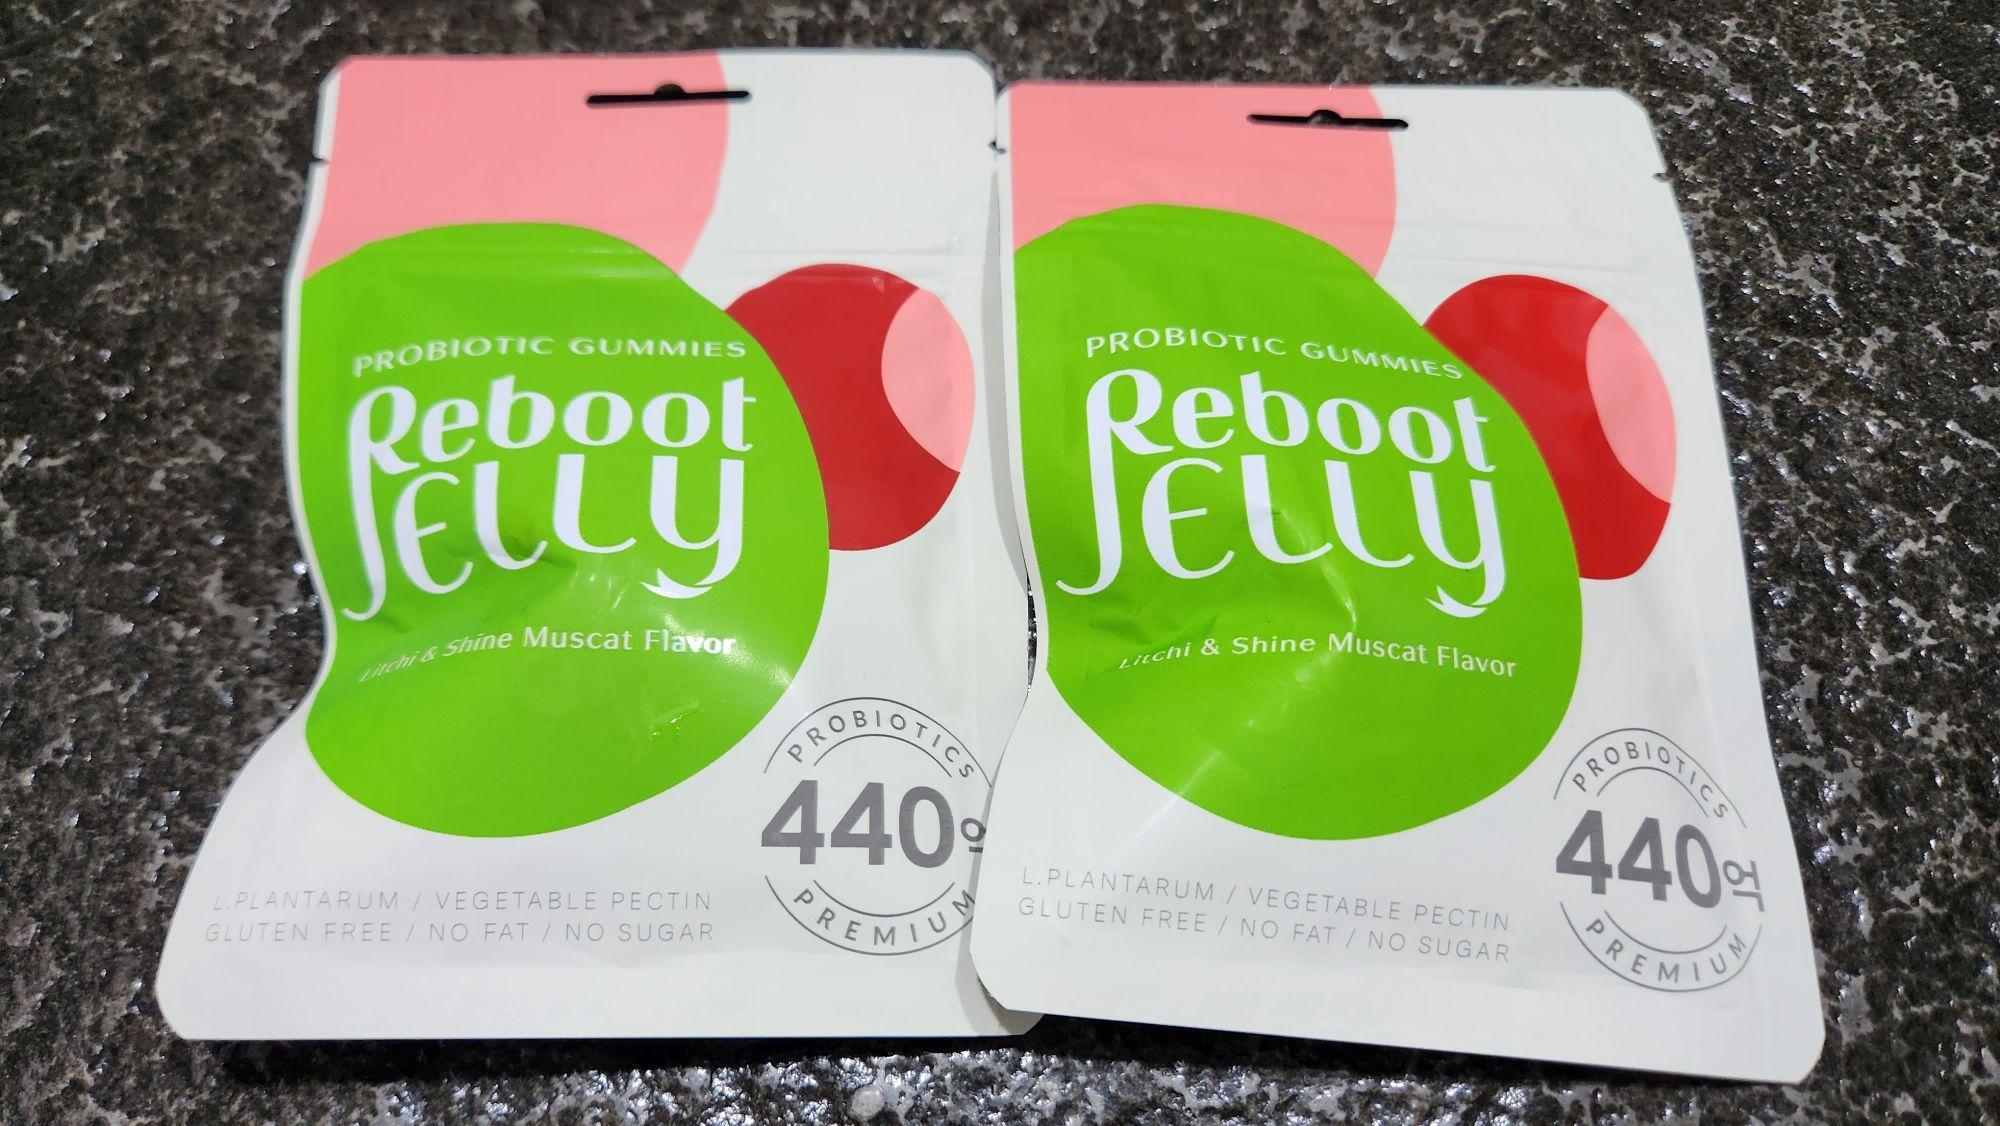 PROBIOTIC GUMMIES
Reboot
JELLY
Litchi & Shine Muscat Flavor
PROBIOTICS
440억
PREMIUM
L.PLANTARUM / VEGETABLE PECTIN
GLUTEN FREE / NO FAT / NO SUGAR
PROBIOTIC GUMMIES
Reboot
JELLY
Litchi & Shine Muscat Flavor
PROBIOTICS
440억
PREMIUM
L.PLANTARUM / VEGETABLE PECTIN
GLUTEN FREE / NO FAT / NO SUGAR